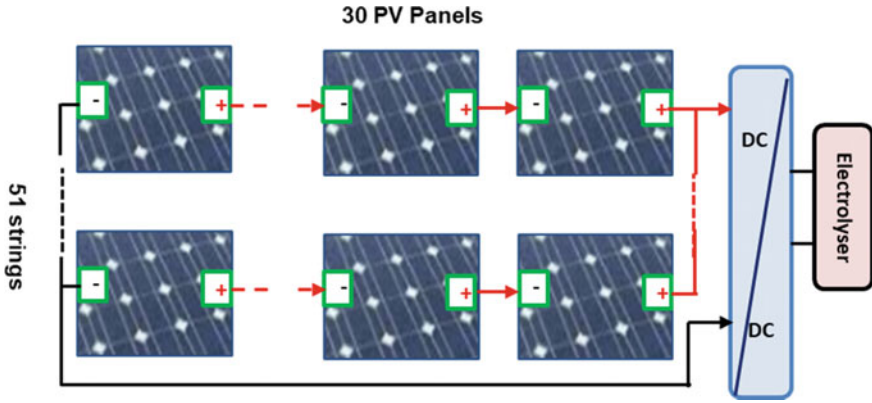 30 PV Panels
- + - + - +
DC
Electrolyser
51 strings
- + - + - +
DC